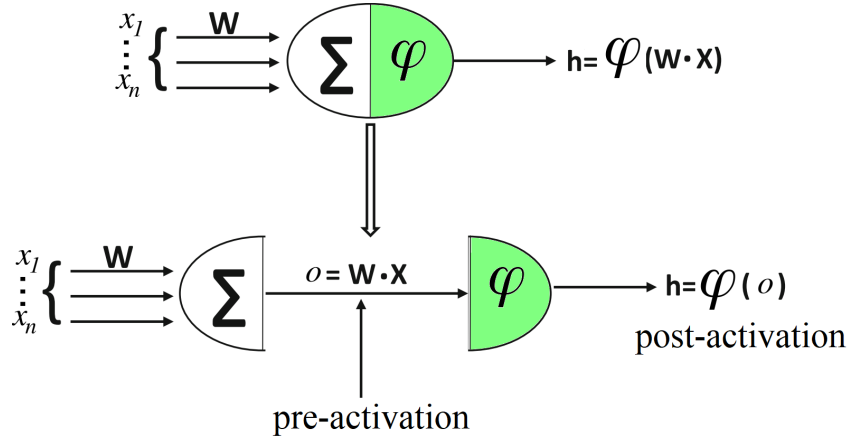 x1
W
xn
{
∑
φ
h= φ(W·X)
x1
W
xn
{
∑
o = W·X
φ
h= φ( o )
post-activation
pre-activation